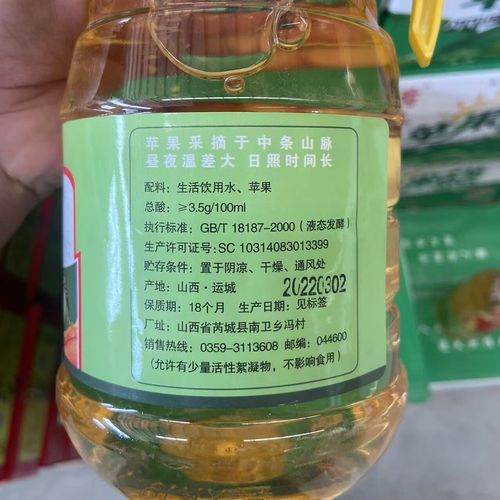 苹果采摘于中条山脉
昼夜温差大 日照时间长
配料：生活饮用水、苹果
总酸：≥3.5g/100ml
执行标准：GB/T 18187-2000（液态发酵）
生产许可证号：SC 10314083013399
贮存条件：置于阴凉、干燥、通风处
产地：山西·运城 20220302
保质期：18个月 生产日期：见标签
厂址：山西省芮城县南卫乡冯村
销售热线：0359-3113608 邮编：044600
(允许有少量活性絮凝物，不影响食用)